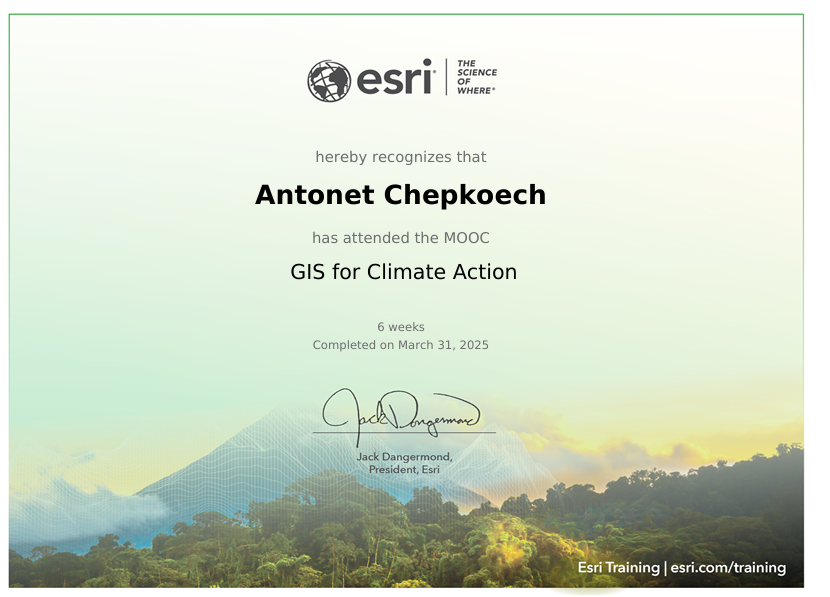 esri
THE
SCIENCE
OF
WHERE®
hereby recognizes that
Antonet Chepkoech
has attended the MOOC
GIS for Climate Action
6 weeks
Completed on March 31, 2025
Jack Dangermond
Jack Dangermond,
President, Esri
Esri Training | esri.com/training